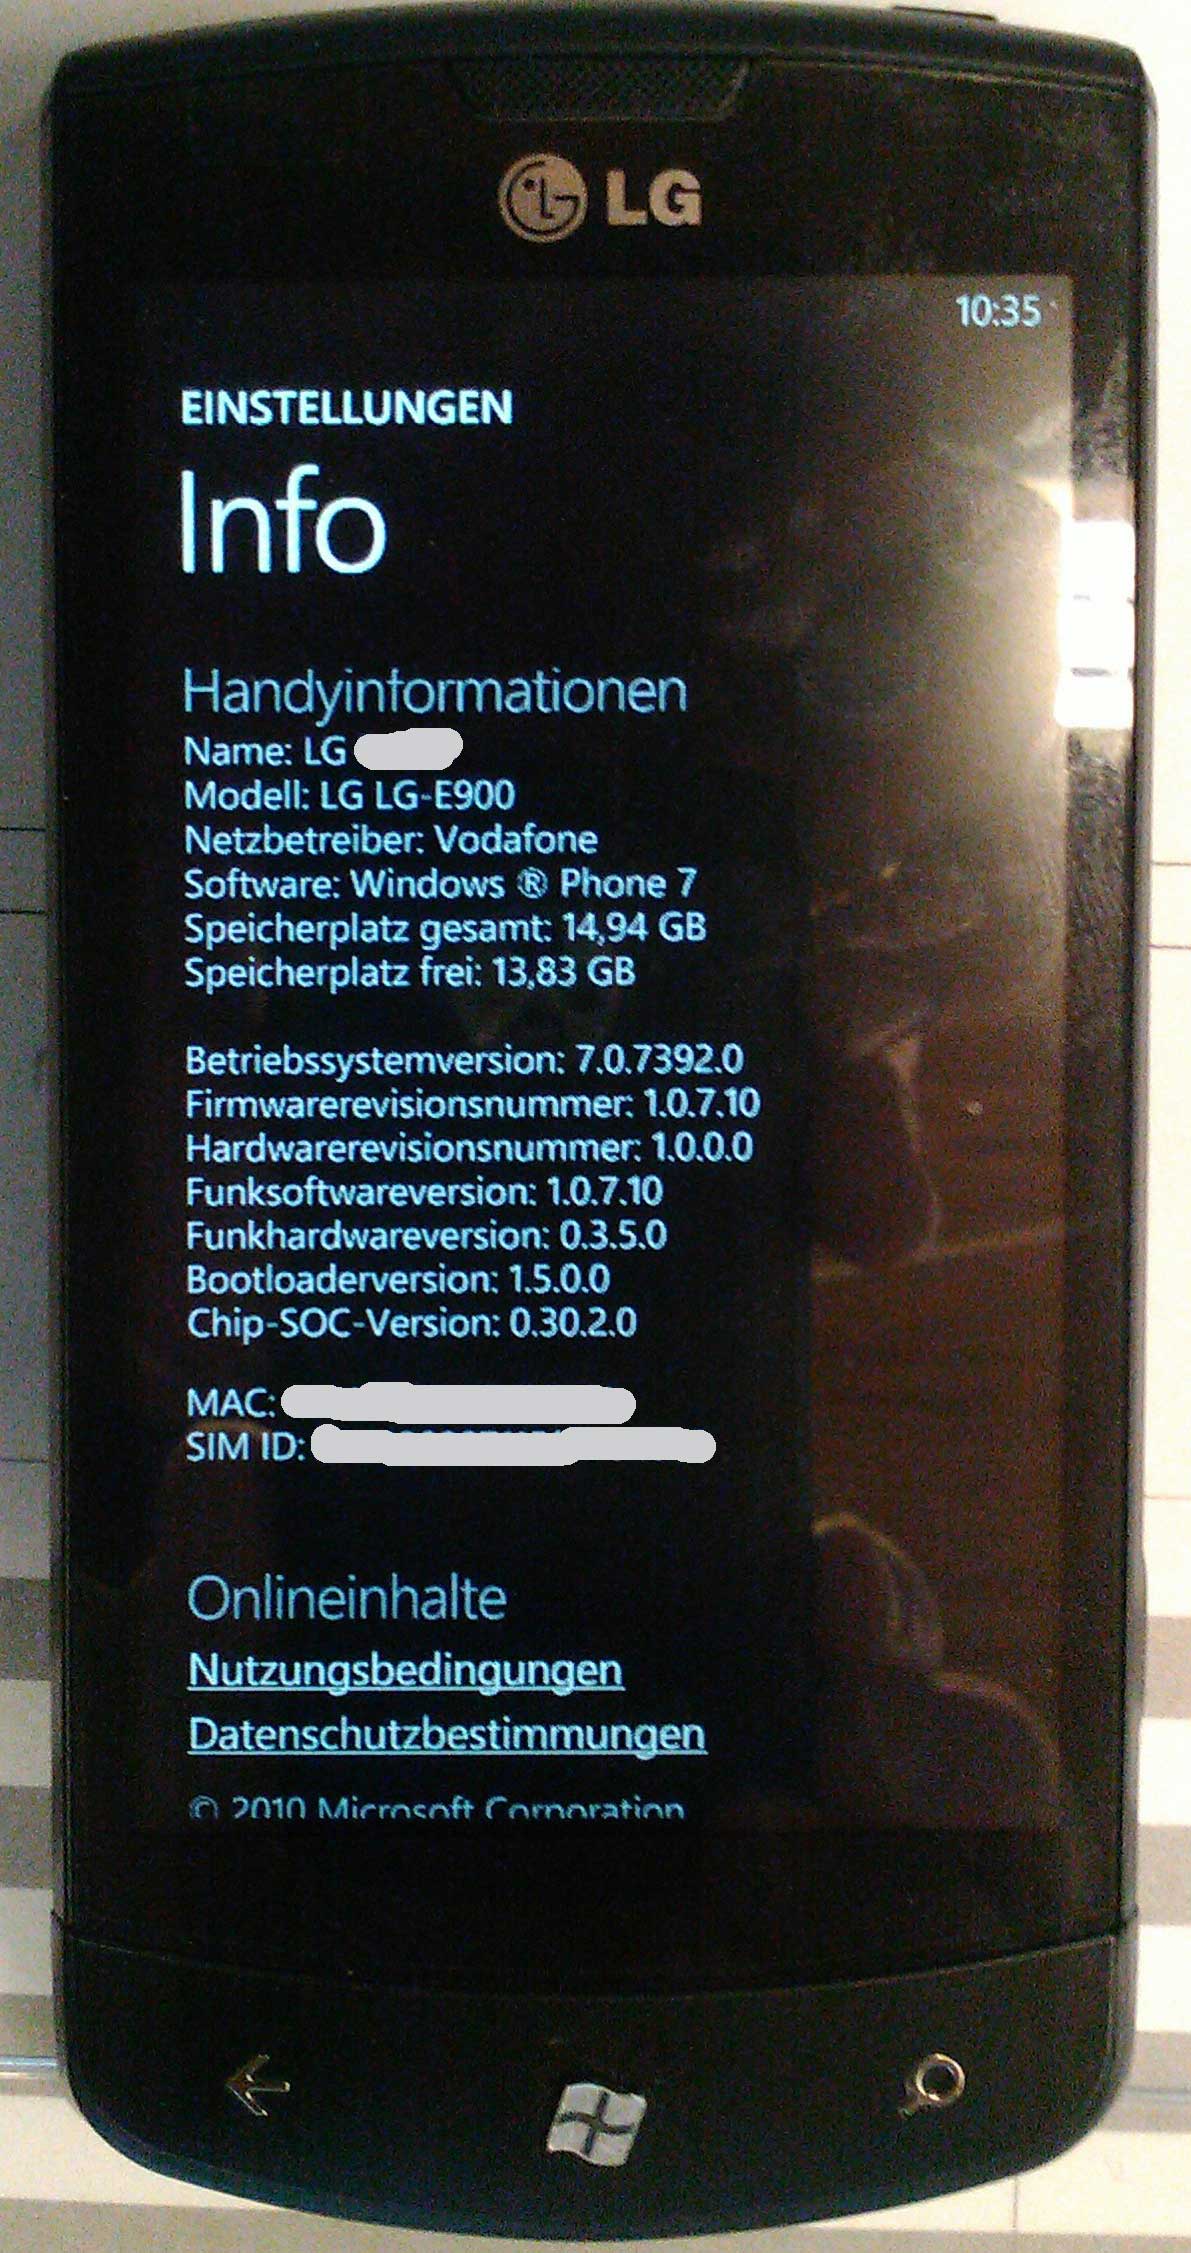 LG
10:35
EINSTELLUNGEN
Info
Handyinformationen
Name: LG
Modell: LG LG-E900
Netzbetreiber: Vodafone
Software: Windows ® Phone 7
Speicherplatz gesamt: 14,94 GB
Speicherplatz frei: 13,83 GB
Betriebssystemversion: 7.0.7392.0
Firmwarerevisionsnummer: 1.0.7.10
Hardwarerevisionsnummer: 1.0.0.0
Funksoftwareversion: 1.0.7.10
Funkhardwareversion: 0.3.5.0
Bootloaderversion: 1.5.0.0
Chip-SOC-Version: 0.30.2.0
MAC:
SIM ID:
Onlineinhalte
Nutzungsbedingungen
Datenschutzbestimmungen
© 2010 Microsoft Corporation